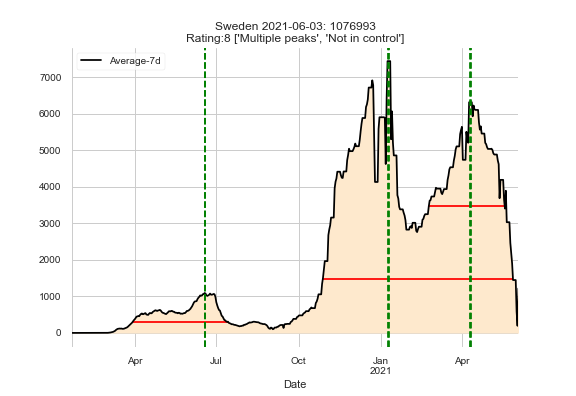 Sweden 2021-06-03: 1076993
Rating:8 ['Multiple peaks', 'Not in control']
Average-7d
7000
6000
5000
4000
3000
2000
1000
0
Apr Jul Oct Jan Apr
2021
Date